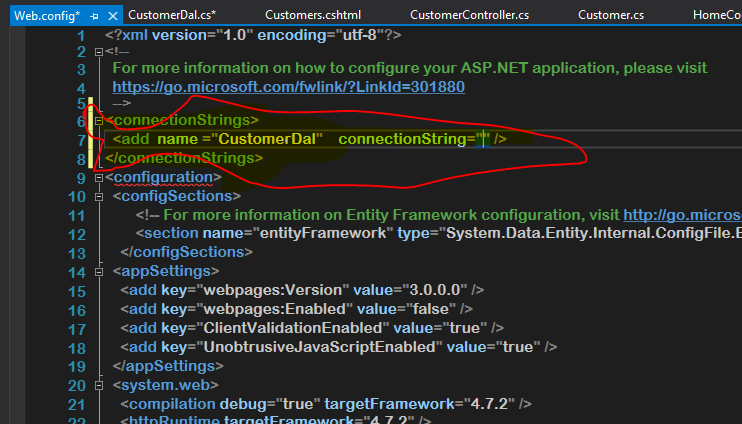 Web.config* CustomerDal.cs* Customers.cshtml CustomerController.cs Customer.cs HomeCo
1 <?xml version="1.0" encoding="utf-8"?>
2 <!--
3 For more information on how to configure your ASP.NET application, please visit
4 https://go.microsoft.com/fwlink/?LinkId=301880
5 -->
6 <connectionStrings>
7 <add name ="CustomerDal" connectionString="" />
8 </connectionStrings>
9 <configuration>
10 <configSections>
11 <!-- For more information on Entity Framework configuration, visit http://go.micros
12 <section name="entityFramework" type="System.Data.Entity.Internal.ConfigFile.E
13 </configSections>
14 <appSettings>
15 <add key="webpages:Version" value="3.0.0.0" />
16 <add key="webpages:Enabled" value="false" />
17 <add key="ClientValidationEnabled" value="true" />
18 <add key="UnobtrusiveJavaScriptEnabled" value="true" />
19 </appSettings>
20 <system.web>
21 <compilation debug="true" targetFramework="4.7.2" />
22 <httpRuntime targetFramework="4.7.2" />